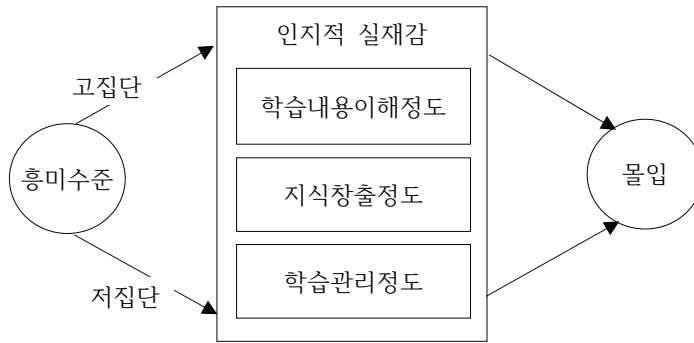 인지적 실재감
고집단
학습내용이해정도
흥미수준
지식창출정도
몰입
학습관리정도
저집단